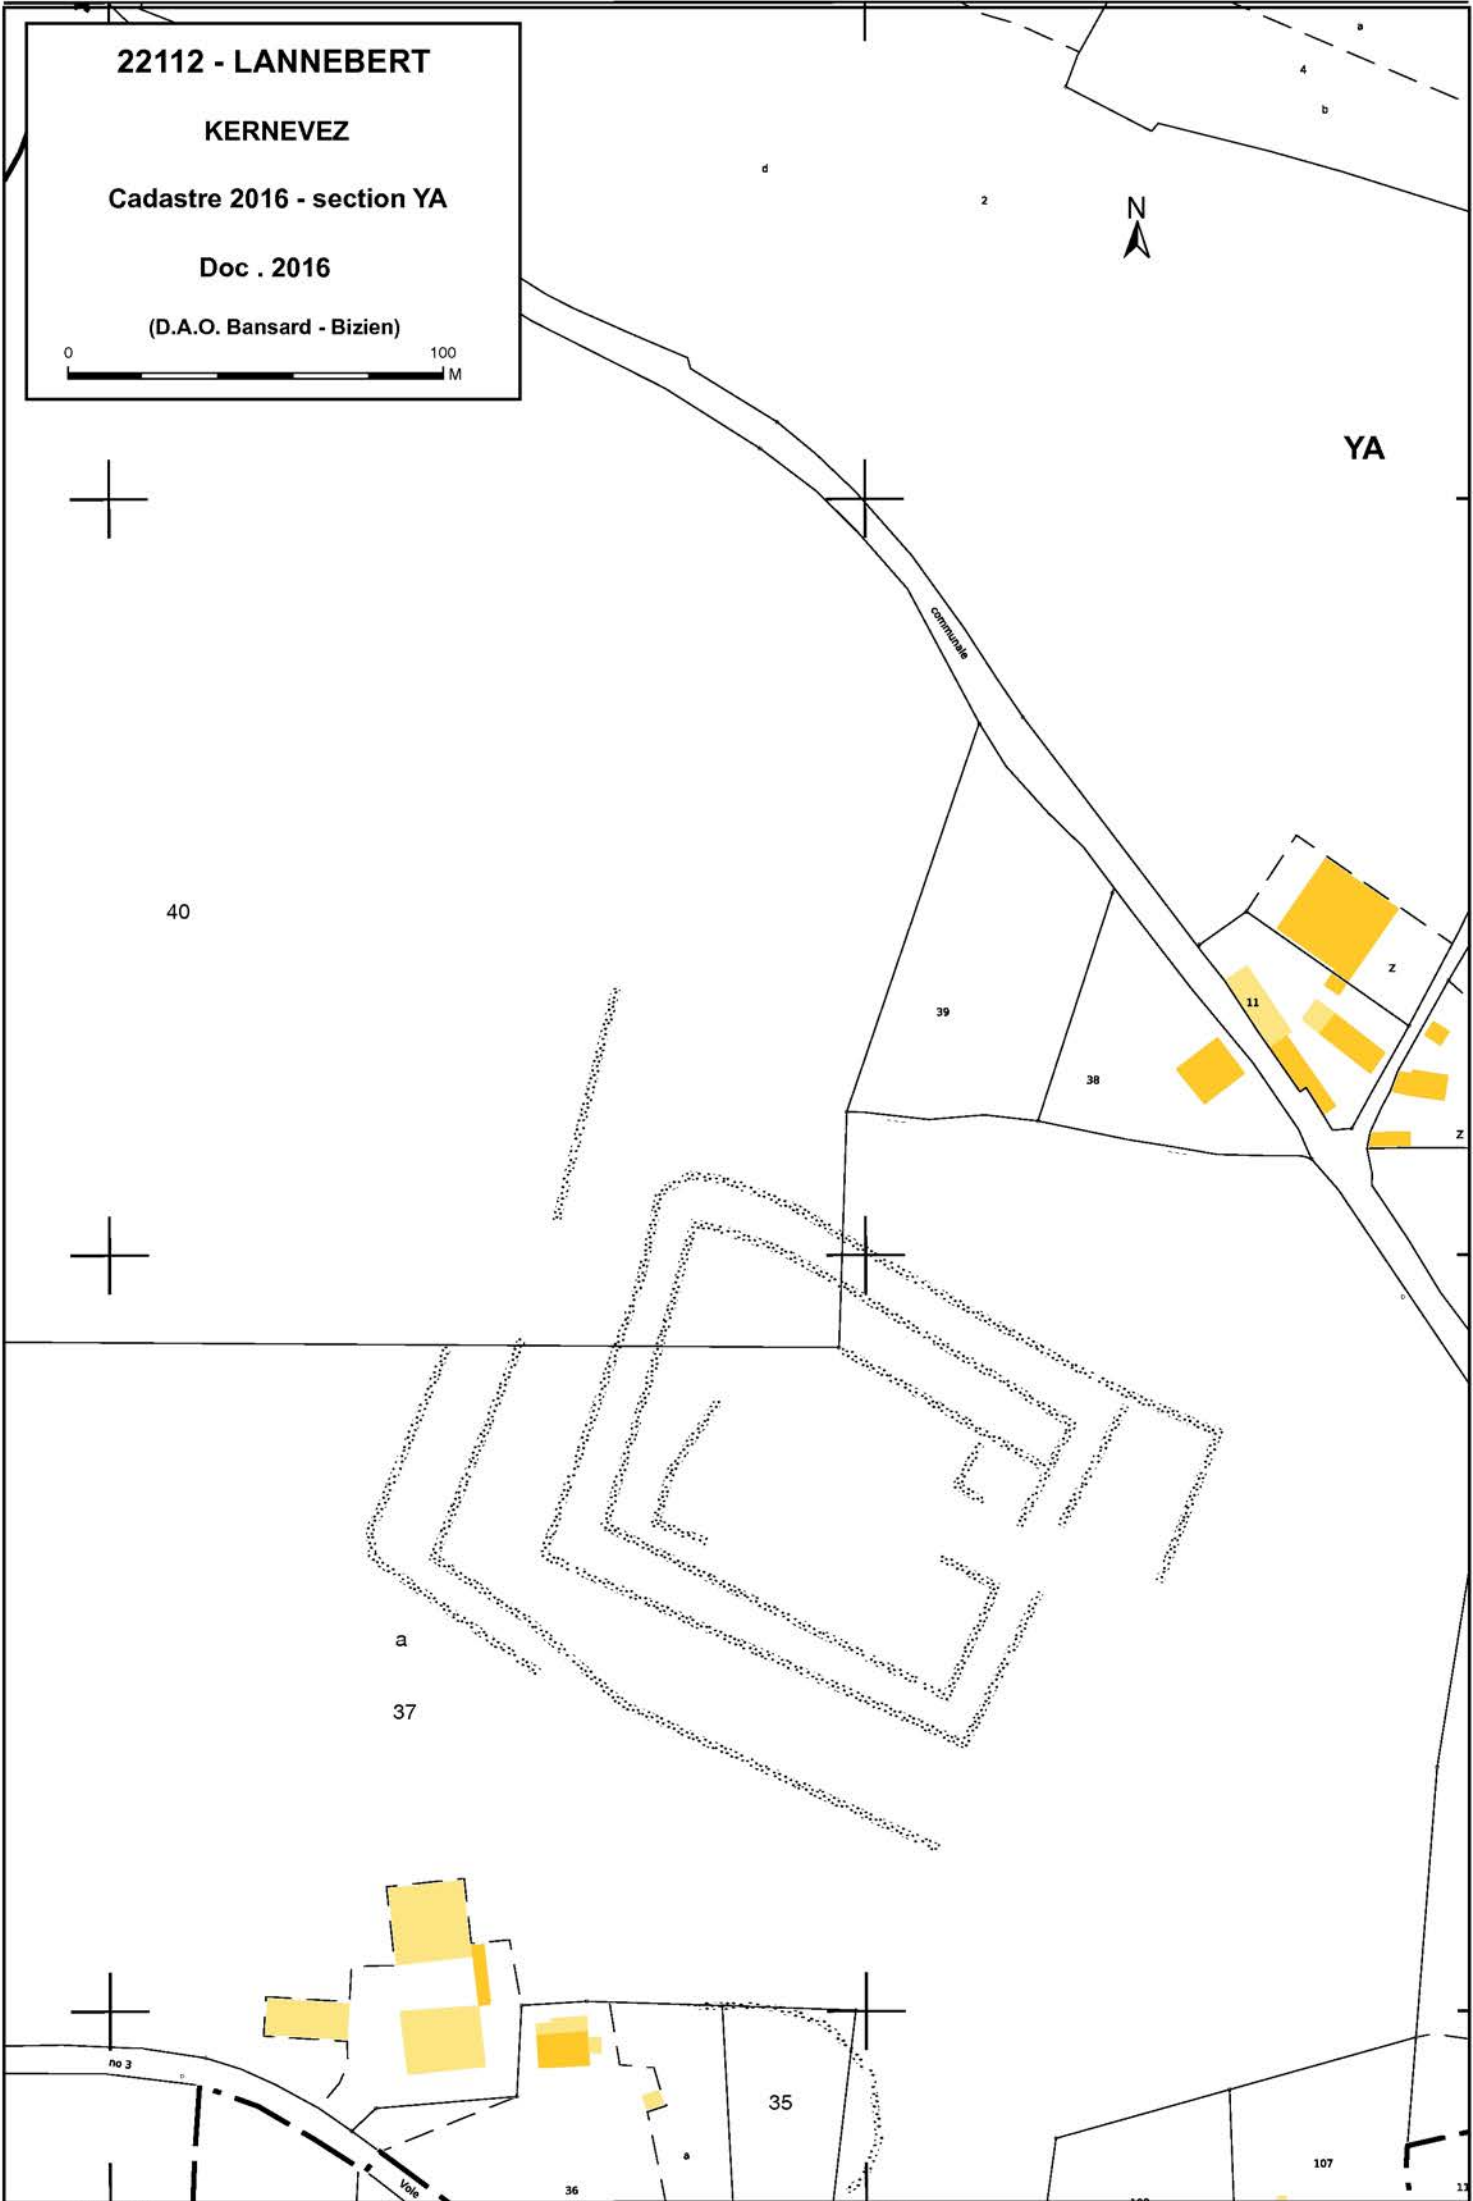 22112 - LANNEBERT
KERNEVEZ
Cadastre 2016 - section YA
Doc . 2016
(D.A.O. Bansard - Bizien)
0 100
M
a
4
b
d
2
N
YA
communale
40
39
38
11
Z
Z
a
37
no 3
35
a
36
Voie
107